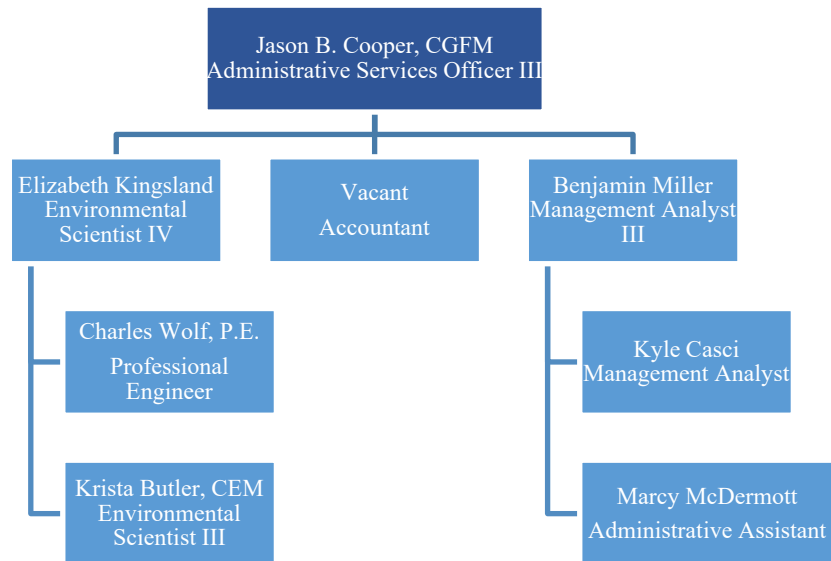 Jason B. Cooper, CGFM
Administrative Services Officer III
Elizabeth Kingsland
Environmental
Scientist IV
Vacant
Accountant
Benjamin Miller
Management Analyst
III
Charles Wolf, P.E.
Professional
Engineer
Kyle Casci
Management Analyst
Krista Butler, CEM
Environmental
Scientist III
Marcy McDermott
Administrative Assistant